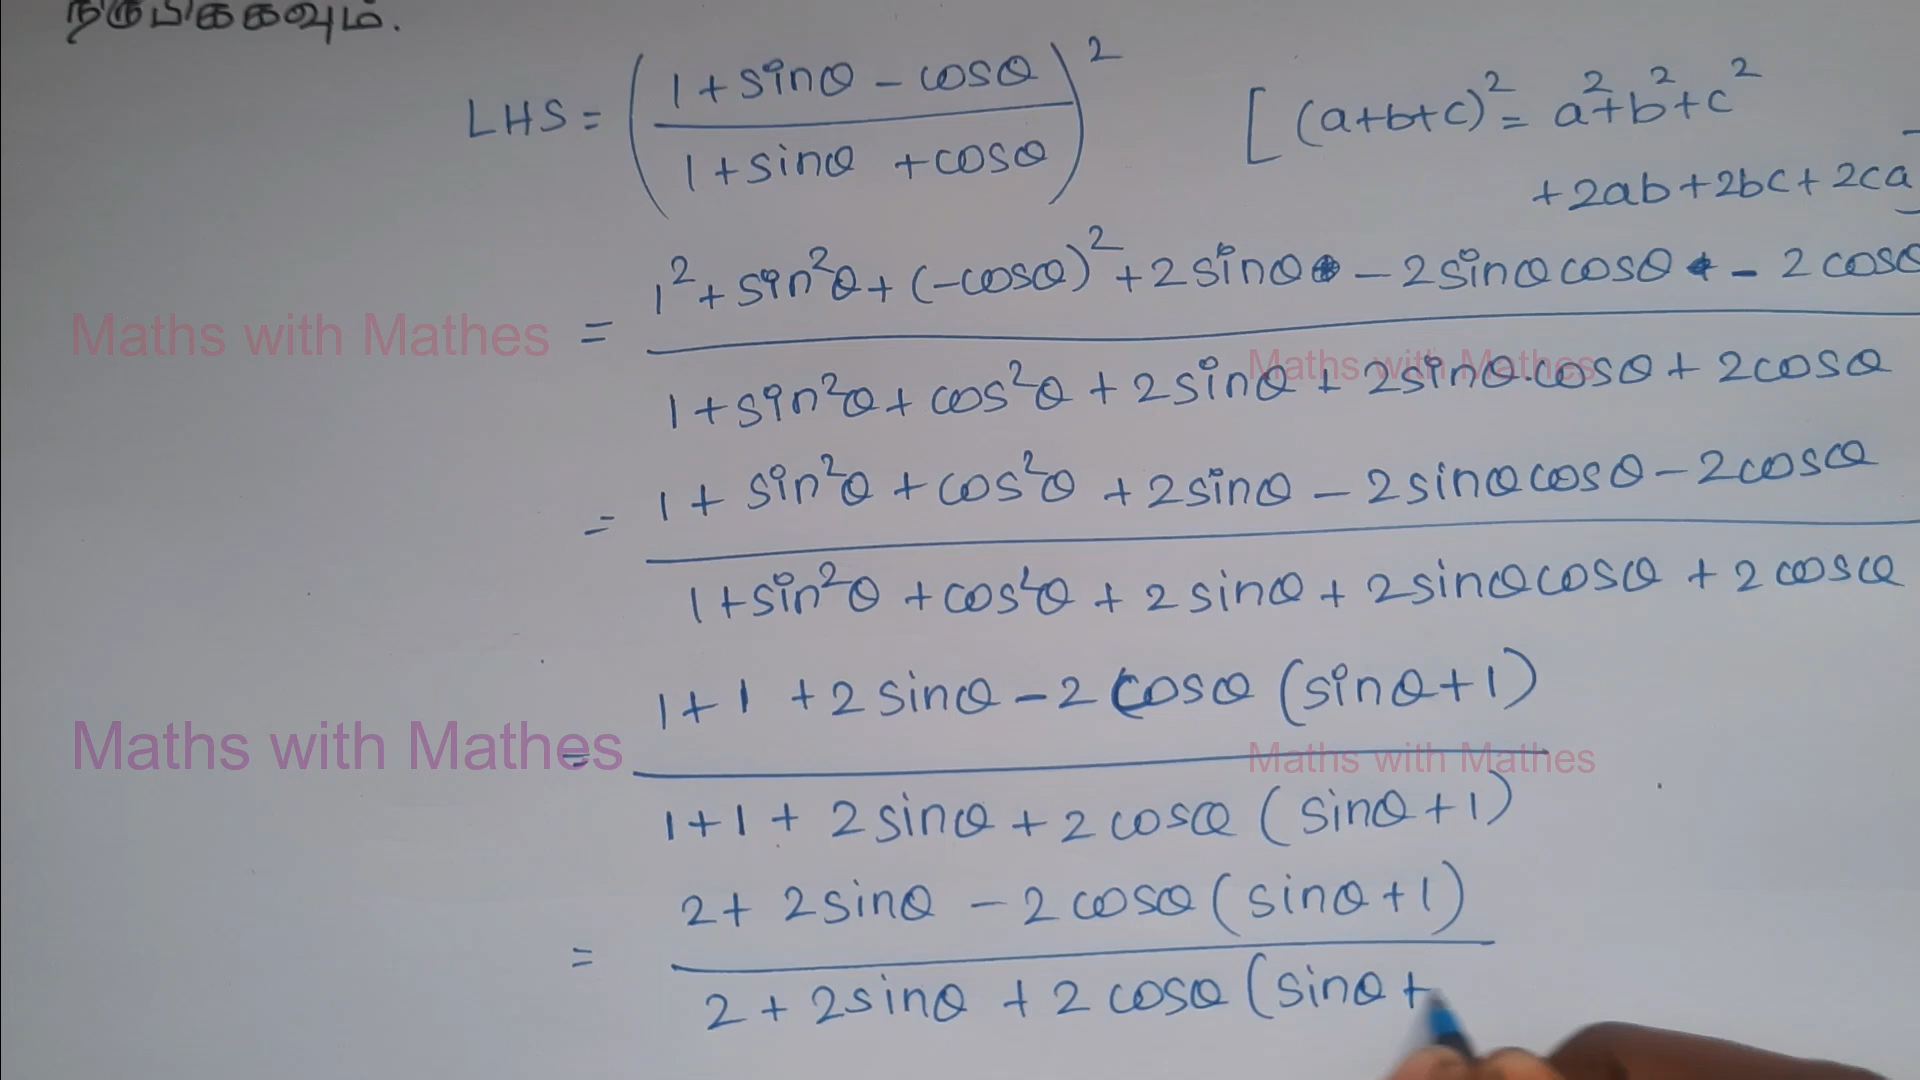 நிரூபிக்கவும்.
LHS = ((1 + sinθ - cosθ) / (1 + sinθ + cosθ))²
[(a+b+c)² = a²+b²+c²
+2ab+2bc+2ca]
= (1² + sin²θ + (-cosθ)² + 2sinθ - 2sinθcosθ - 2cosθ) / (1 + sin²θ + cos²θ + 2sinθ + 2sinθ.cosθ + 2cosθ)
Maths with Mathes
Maths with Mathes
= (1 + sin²θ + cos²θ + 2sinθ - 2sinθcosθ - 2cosθ) / (1 + sin²θ + cos²θ + 2sinθ + 2sinθcosθ + 2cosθ)
= (1+1 + 2sinθ - 2cosθ (sinθ+1)) / (1+1 + 2sinθ + 2cosθ (sinθ+1))
Maths with Mathes
Maths with Mathes
= (2 + 2sinθ - 2cosθ (sinθ+1)) / (2 + 2sinθ + 2cosθ (sinθ +